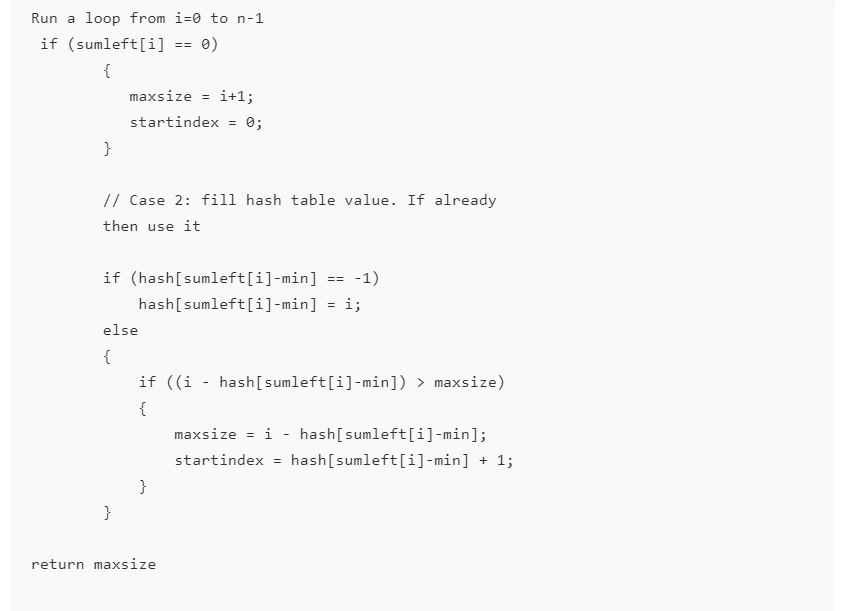 Run a loop from i=0 to n-1
if (sumleft[i] == 0)
{
maxsize = i+1;
startindex = 0;
}
// Case 2: fill hash table value. If already
then use it
if (hash[sumleft[i]-min] == -1)
hash[sumleft[i]-min] = i;
else
{
if ((i - hash[sumleft[i]-min]) > maxsize)
{
maxsize = i - hash[sumleft[i]-min];
startindex = hash[sumleft[i]-min] + 1;
}
}
return maxsize